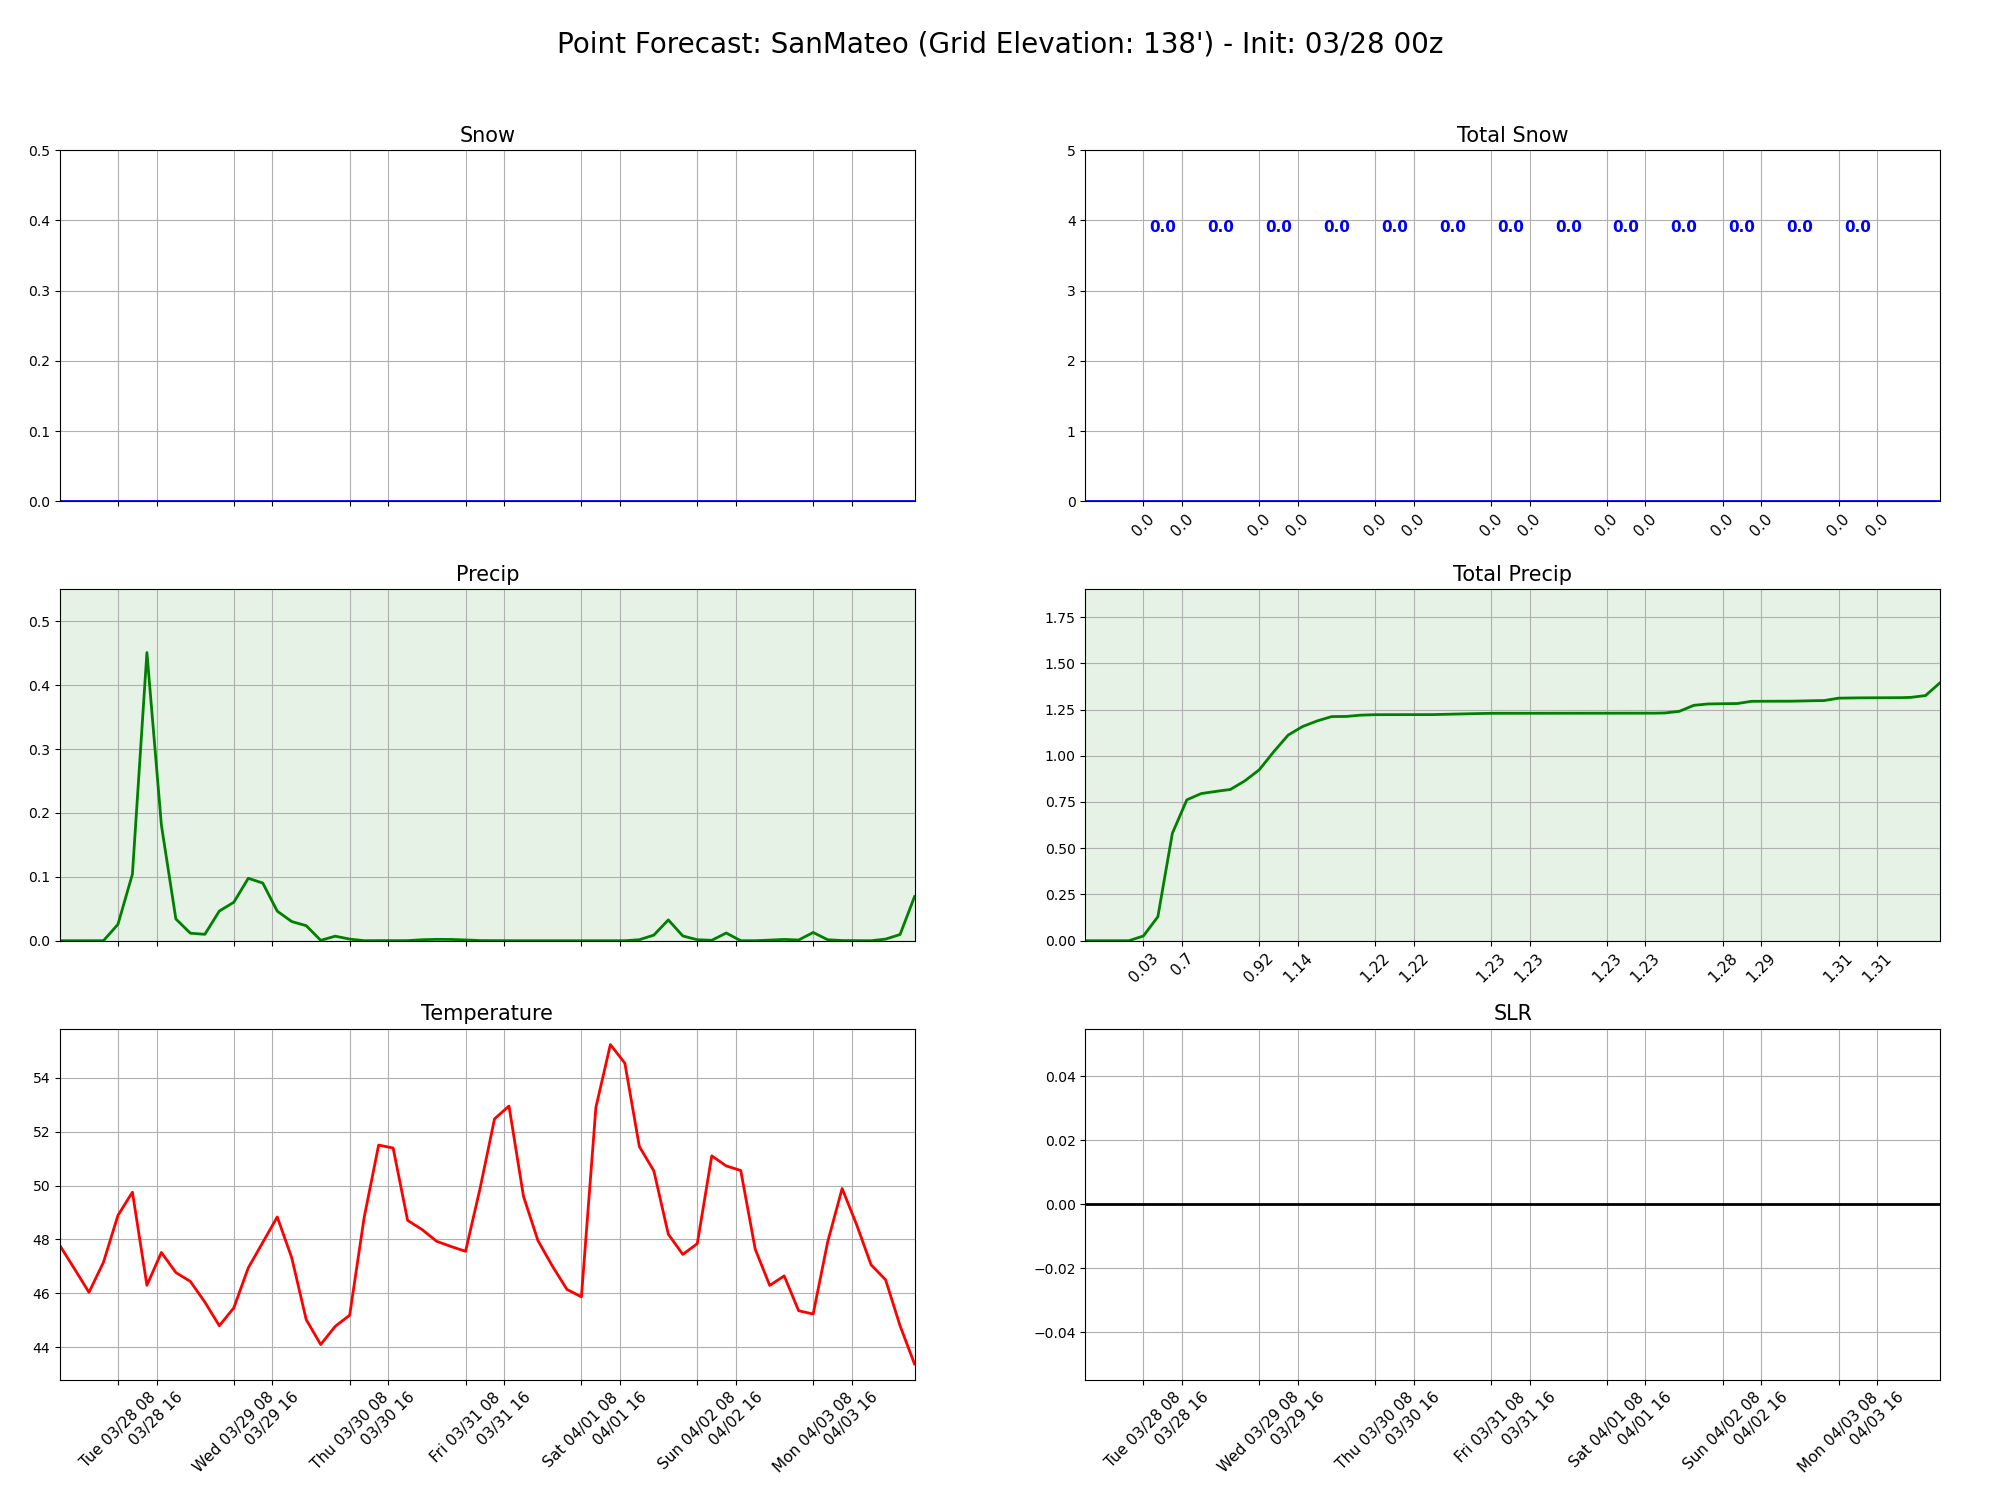 Point Forecast: SanMateo (Grid Elevation: 138') - Init: 03/28 00z
Snow
0.5
0.4
0.3
0.2
0.1
0.0
Total Snow
5
4
3
2
1
0
0.0 0.0 0.0 0.0 0.0 0.0 0.0 0.0 0.0 0.0 0.0 0.0 0.0
0.0 0.0 0.0 0.0 0.0 0.0 0.0 0.0 0.0 0.0 0.0 0.0 0.0 0.0
Precip
0.5
0.4
0.3
0.2
0.1
0.0
Total Precip
1.75
1.50
1.25
1.00
0.75
0.50
0.25
0.00
0.03 0.7 0.92 1.14 1.22 1.22 1.23 1.23 1.23 1.23 1.28 1.29 1.31 1.31
Temperature
54
52
50
48
46
44
Tue 03/28 08
03/28 16
Wed 03/29 08
03/29 16
Thu 03/30 08
03/30 16
Fri 03/31 08
03/31 16
Sat 04/01 08
04/01 16
Sun 04/02 08
04/02 16
Mon 04/03 08
04/03 16
SLR
0.04
0.02
0.00
−0.02
−0.04
Tue 03/28 08
03/28 16
Wed 03/29 08
03/29 16
Thu 03/30 08
03/30 16
Fri 03/31 08
03/31 16
Sat 04/01 08
04/01 16
Sun 04/02 08
04/02 16
Mon 04/03 08
04/03 16